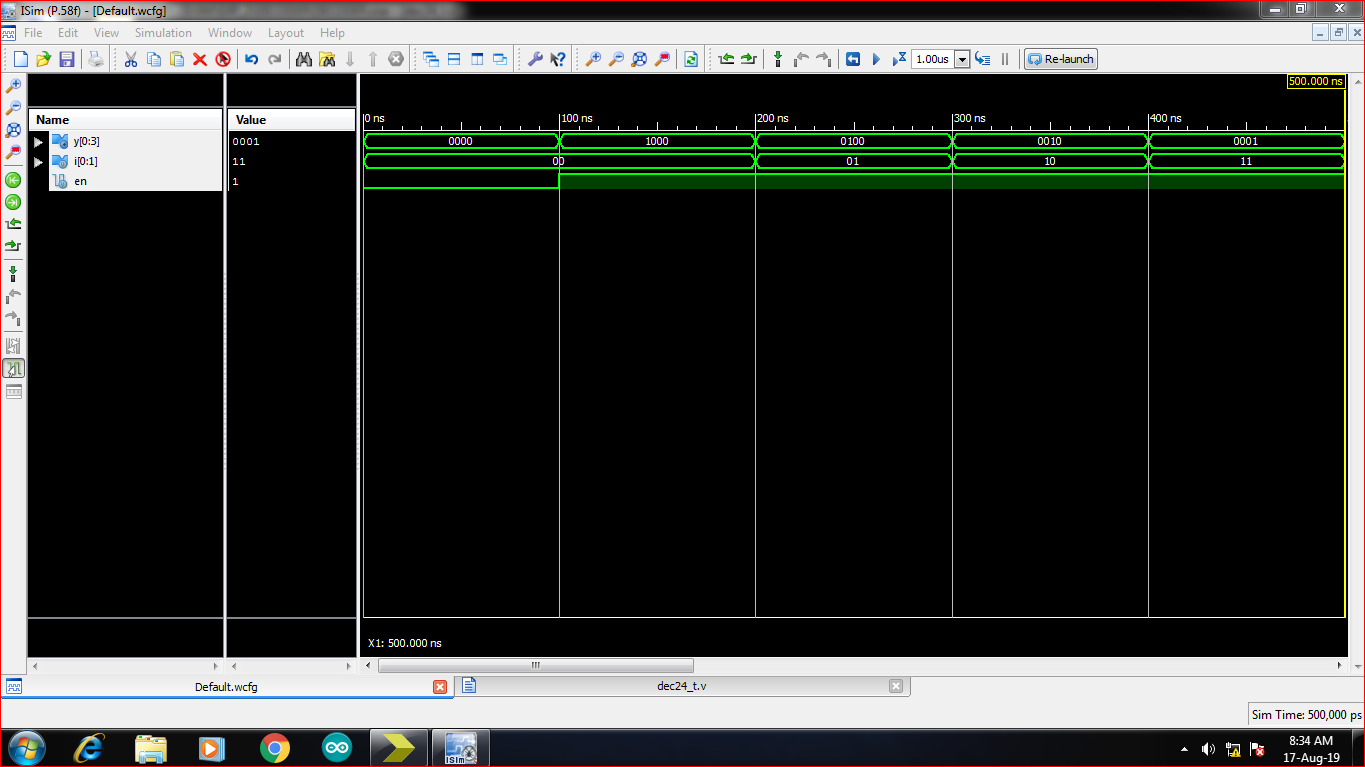 ISim (P.58f) - [Default.wcfg]
File Edit View Simulation Window Layout Help
1.00us Re-launch
500.000 ns
Name Value
0 ns 100 ns 200 ns 300 ns 400 ns
y[0:3] 0001 0000 1000 0100 0010 0001
i[0:1] 11 00 01 10 11
en 1
X1: 500.000 ns
Default.wcfg dec24_t.v
Sim Time: 500,000 ps
ISim
8:34 AM
17-Aug-19